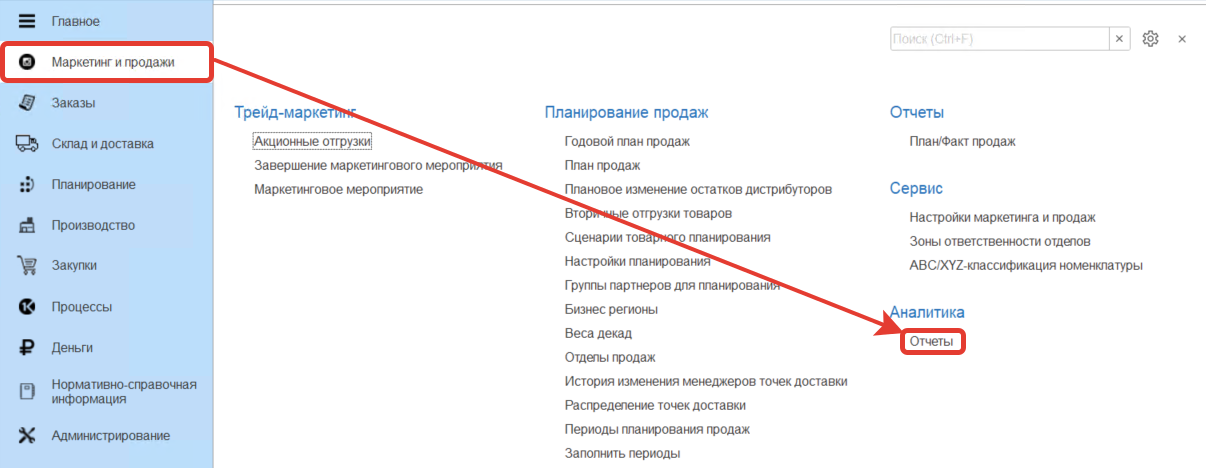 Главное
Маркетинг и продажи
Заказы
Склад и доставка
Планирование
Производство
Закупки
Процессы
Деньги
Нормативно-справочная
информация
Администрирование
Поиск (Ctrl+F)
Трейд-маркетинг
Акционные отгрузки
Завершение маркетингового мероприятия
Маркетинговое мероприятие
Планирование продаж
Годовой план продаж
План продаж
Плановое изменение остатков дистрибуторов
Вторичные отгрузки товаров
Сценарии товарного планирования
Настройки планирования
Группы партнеров для планирования
Бизнес регионы
Веса декад
Отделы продаж
История изменения менеджеров точек доставки
Распределение точек доставки
Периоды планирования продаж
Заполнить периоды
Отчеты
План/Факт продаж
Сервис
Настройки маркетинга и продаж
Зоны ответственности отделов
ABC/XYZ-классификация номенклатуры
Аналитика
Отчеты